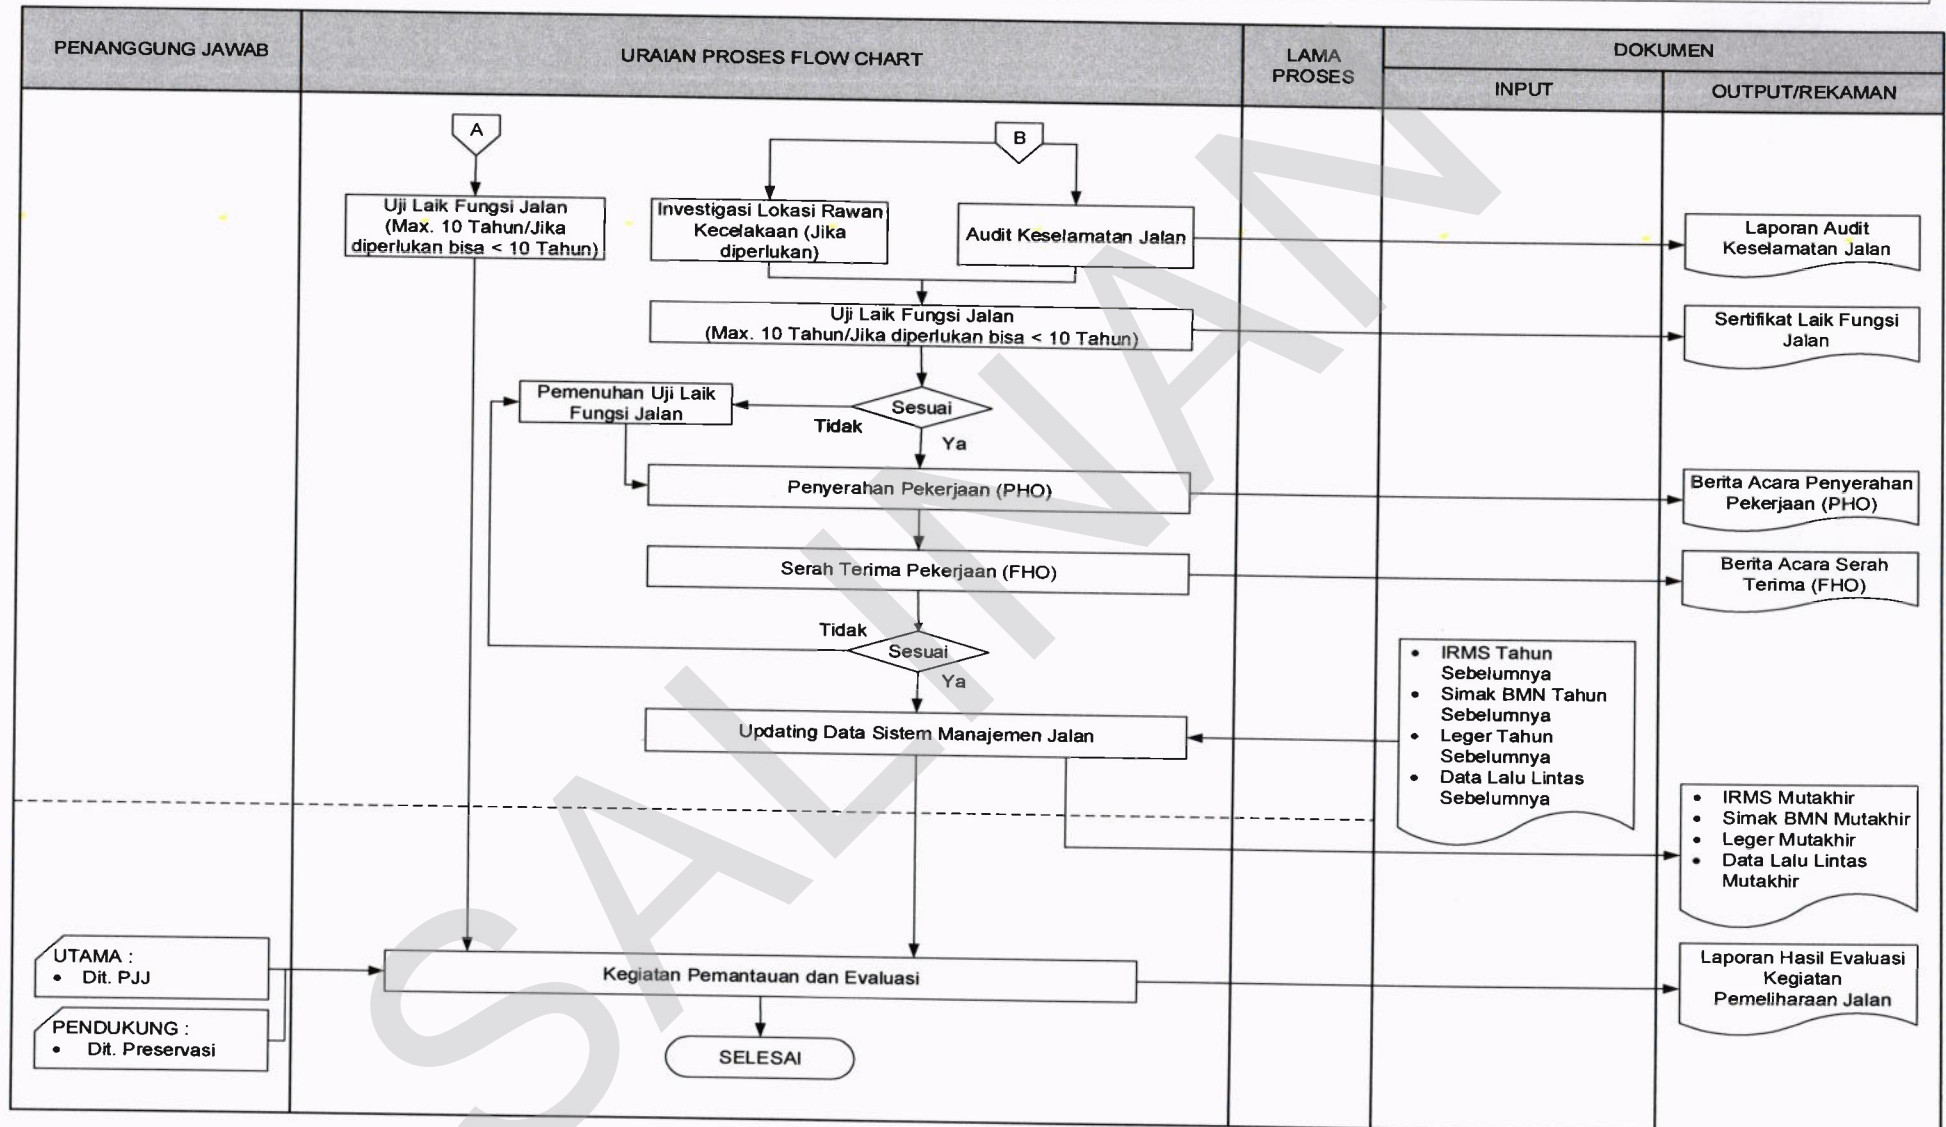 PENANGGUNG JAWAB
URAIAN PROSES FLOW CHART
LAMA
PROSES
DOKUMEN
INPUT
OUTPUT/REKAMAN
A
B
Uji Laik Fungsi Jalan
(Max. 10 Tahun/Jika
diperlukan bisa < 10 Tahun)
Investigasi Lokasi Rawan
Kecelakaan (Jika
diperlukan)
Audit Keselamatan Jalan
Laporan Audit
Keselamatan Jalan
Uji Laik Fungsi Jalan
(Max. 10 Tahun/Jika diperlukan bisa < 10 Tahun)
Sertifikat Laik Fungsi
Jalan
Pemenuhan Uji Laik
Fungsi Jalan
Sesuai
Tidak
Ya
Penyerahan Pekerjaan (PHO)
Berita Acara Penyerahan
Pekerjaan (PHO)
Serah Terima Pekerjaan (FHO)
Berita Acara Serah
Terima (FHO)
Tidak
Sesuai
Ya
• IRMS Tahun
Sebelumnya
• Simak BMN Tahun
Sebelumnya
• Leger Tahun
Sebelumnya
• Data Lalu Lintas
Sebelumnya
Updating Data Sistem Manajemen Jalan
• IRMS Mutakhir
• Simak BMN Mutakhir
• Leger Mutakhir
• Data Lalu Lintas
Mutakhir
UTAMA :
• Dit. PJJ
PENDUKUNG :
• Dit. Preservasi
Kegiatan Pemantauan dan Evaluasi
Laporan Hasil Evaluasi
Kegiatan
Pemeliharaan Jalan
SELESAI
SALINAN